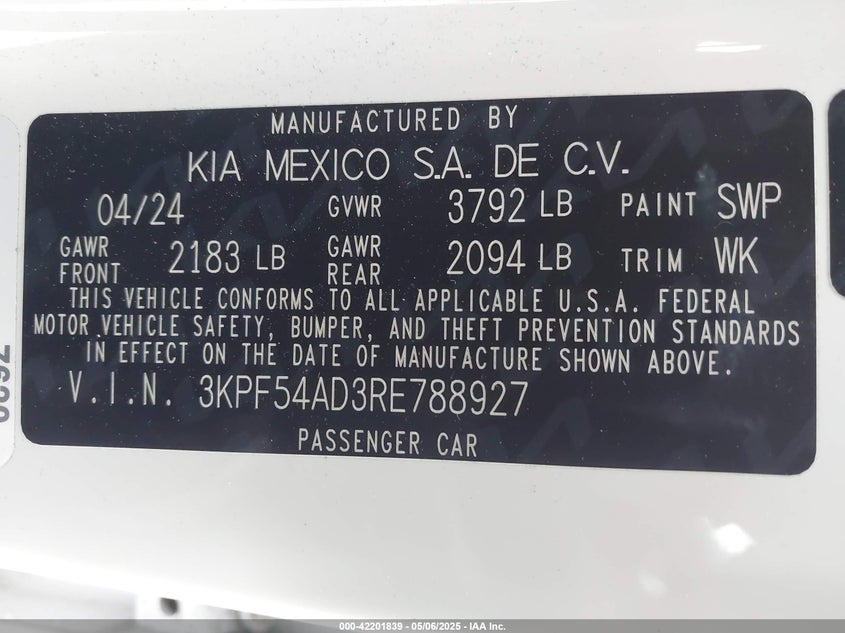 MANUFACTURED BY
KIA MEXICO S.A. DE C.V.
04/24 GVWR 3792 LB PAINT SWP
GAWR FRONT 2183 LB GAWR REAR 2094 LB TRIM WK
THIS VEHICLE CONFORMS TO ALL APPLICABLE U.S.A. FEDERAL
MOTOR VEHICLE SAFETY, BUMPER, AND THEFT PREVENTION STANDARDS
IN EFFECT ON THE DATE OF MANUFACTURE SHOWN ABOVE.
V.I.N. 3KPF54AD3RE788927
PASSENGER CAR
000-42201839 - 05/06/2025 - IAA Inc.